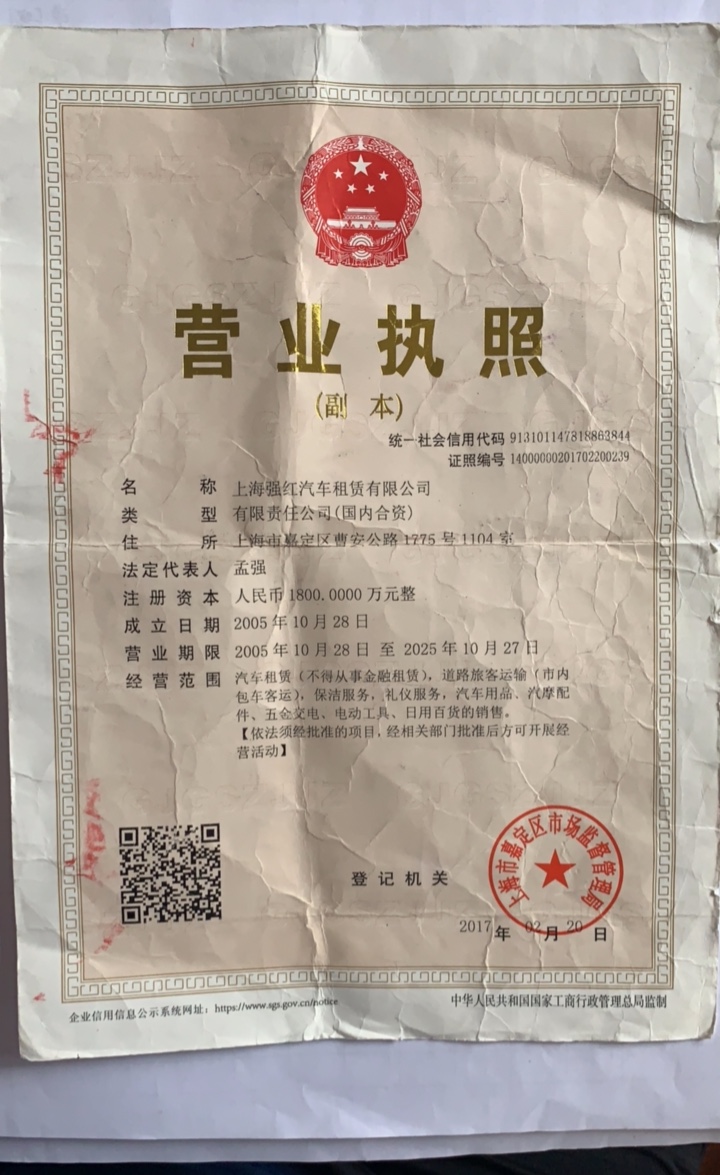 营业执照
(副 本)
统一社会信用代码 913101147818863844
证照编号 14000000201702200239
名 称 上海强红汽车租赁有限公司
类 型 有限责任公司(国内合资)
住 所 上海市嘉定区曹安公路1775号1104室
法定代表人 孟强
注册资本 人民币1800.0000万元整
成立日期 2005年10月28日
营业期限 2005年10月28日 至 2025年10月27日
经营范围 汽车租赁（不得从事金融租赁），道路旅客运输（市内
包车客运），保洁服务，礼仪服务，汽车用品、汽摩配
件、五金交电、电动工具、日用百货的销售。
【依法须经批准的项目，经相关部门批准后方可开展经
营活动】
登记机关
上海市嘉定区市场监督管理局
2017年 02月 20日
企业信用信息公示系统网址：https://www.sgs.gov.cn/notice
中华人民共和国国家工商行政管理总局监制